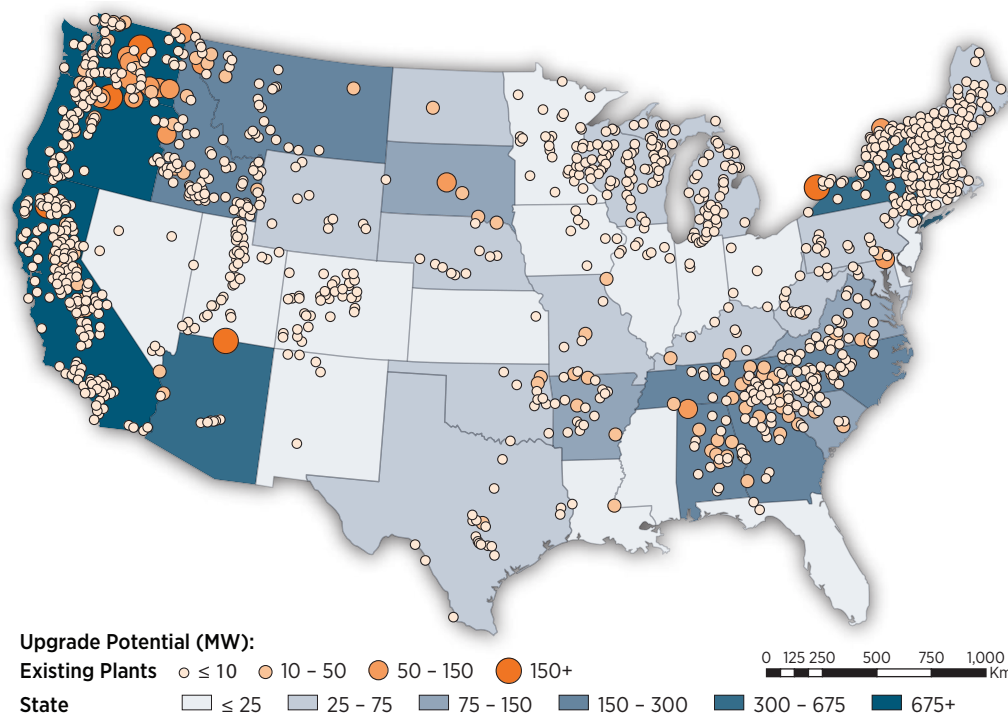 Upgrade Potential (MW):
Existing Plants ≤ 10 10 – 50 50 – 150 150+
0 125 250 500 750 1,000
Km
State ≤ 25 25 – 75 75 – 150 150 – 300 300 – 675 675+